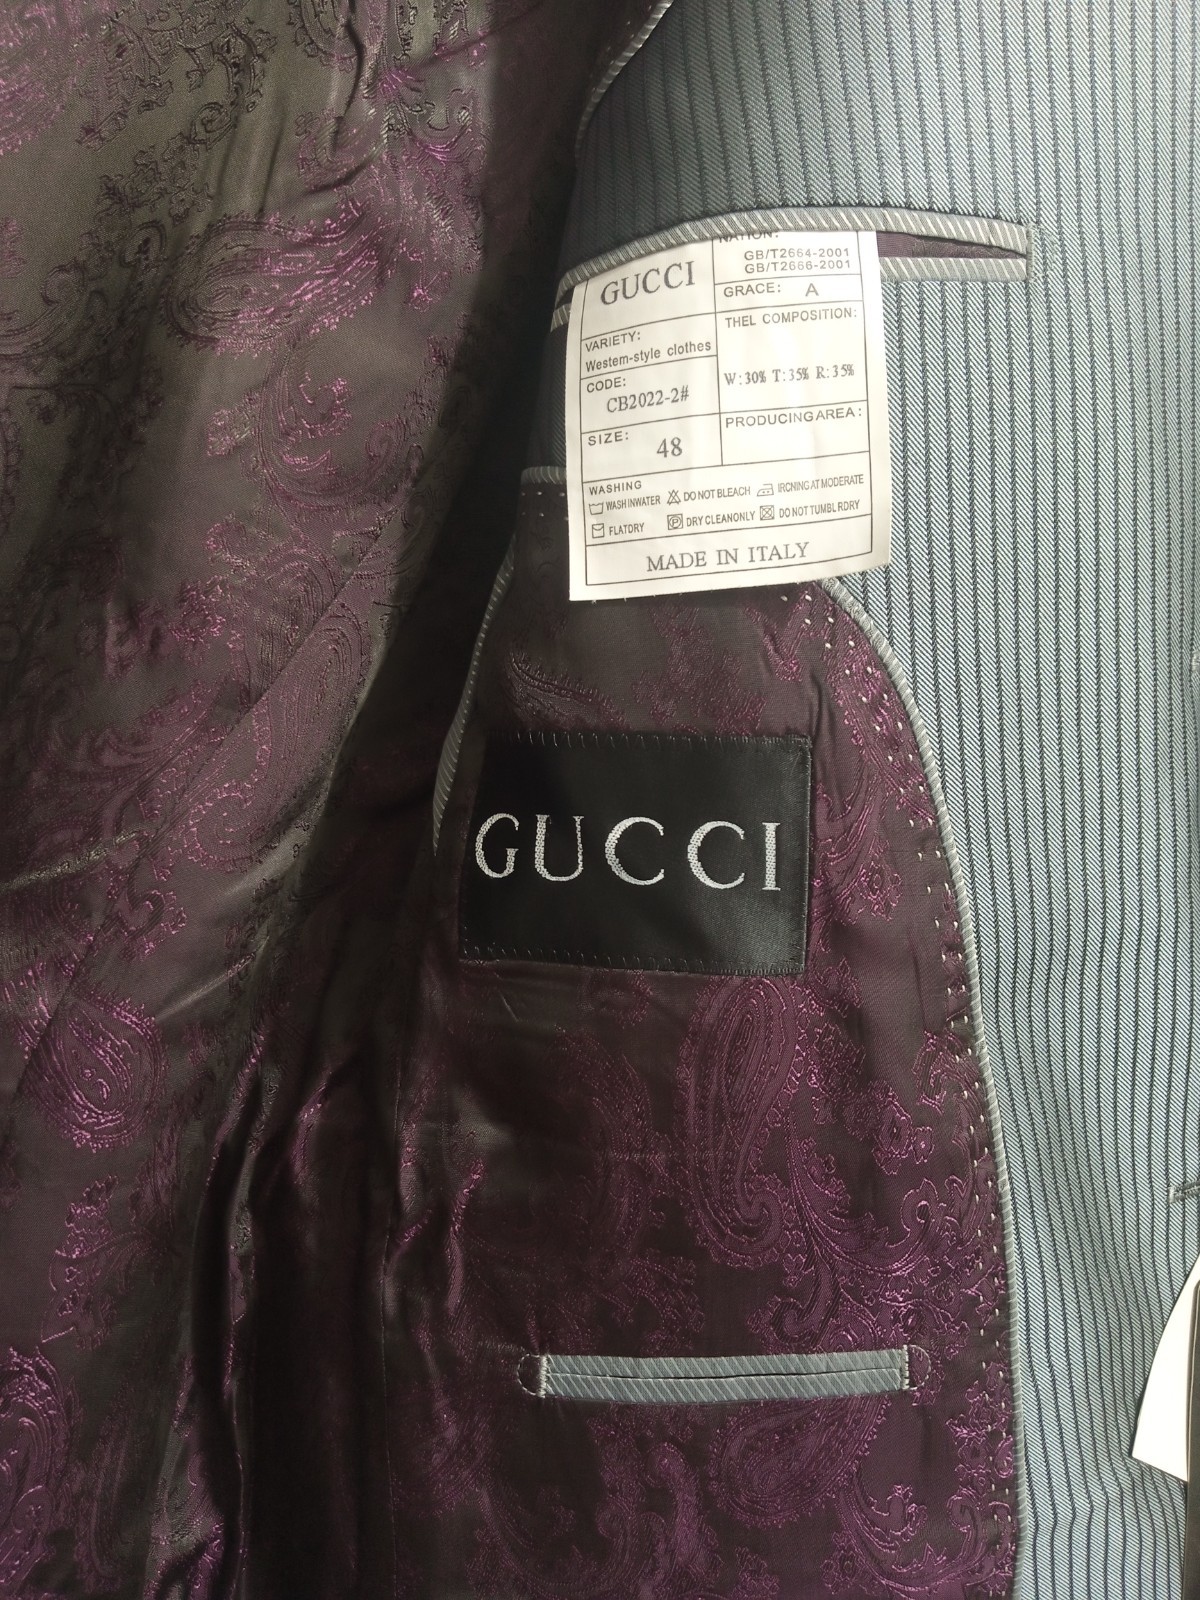 GUCCI
NATION:
GB/T2664-2001
GB/T2666-2001
GRACE: A
VARIETY:
Western-style clothes
THEL COMPOSITION:
W:30% T:35% R:35%
CODE:
CB2022-2#
SIZE: 48
PRODUCINGAREA:
WASHING
WASHINWATER DO NOT BLEACH IRCNING AT MODERATE
FLATDRY DRY CLEANONLY DO NOT TUMBL RDRY
MADE IN ITALY
GUCCI